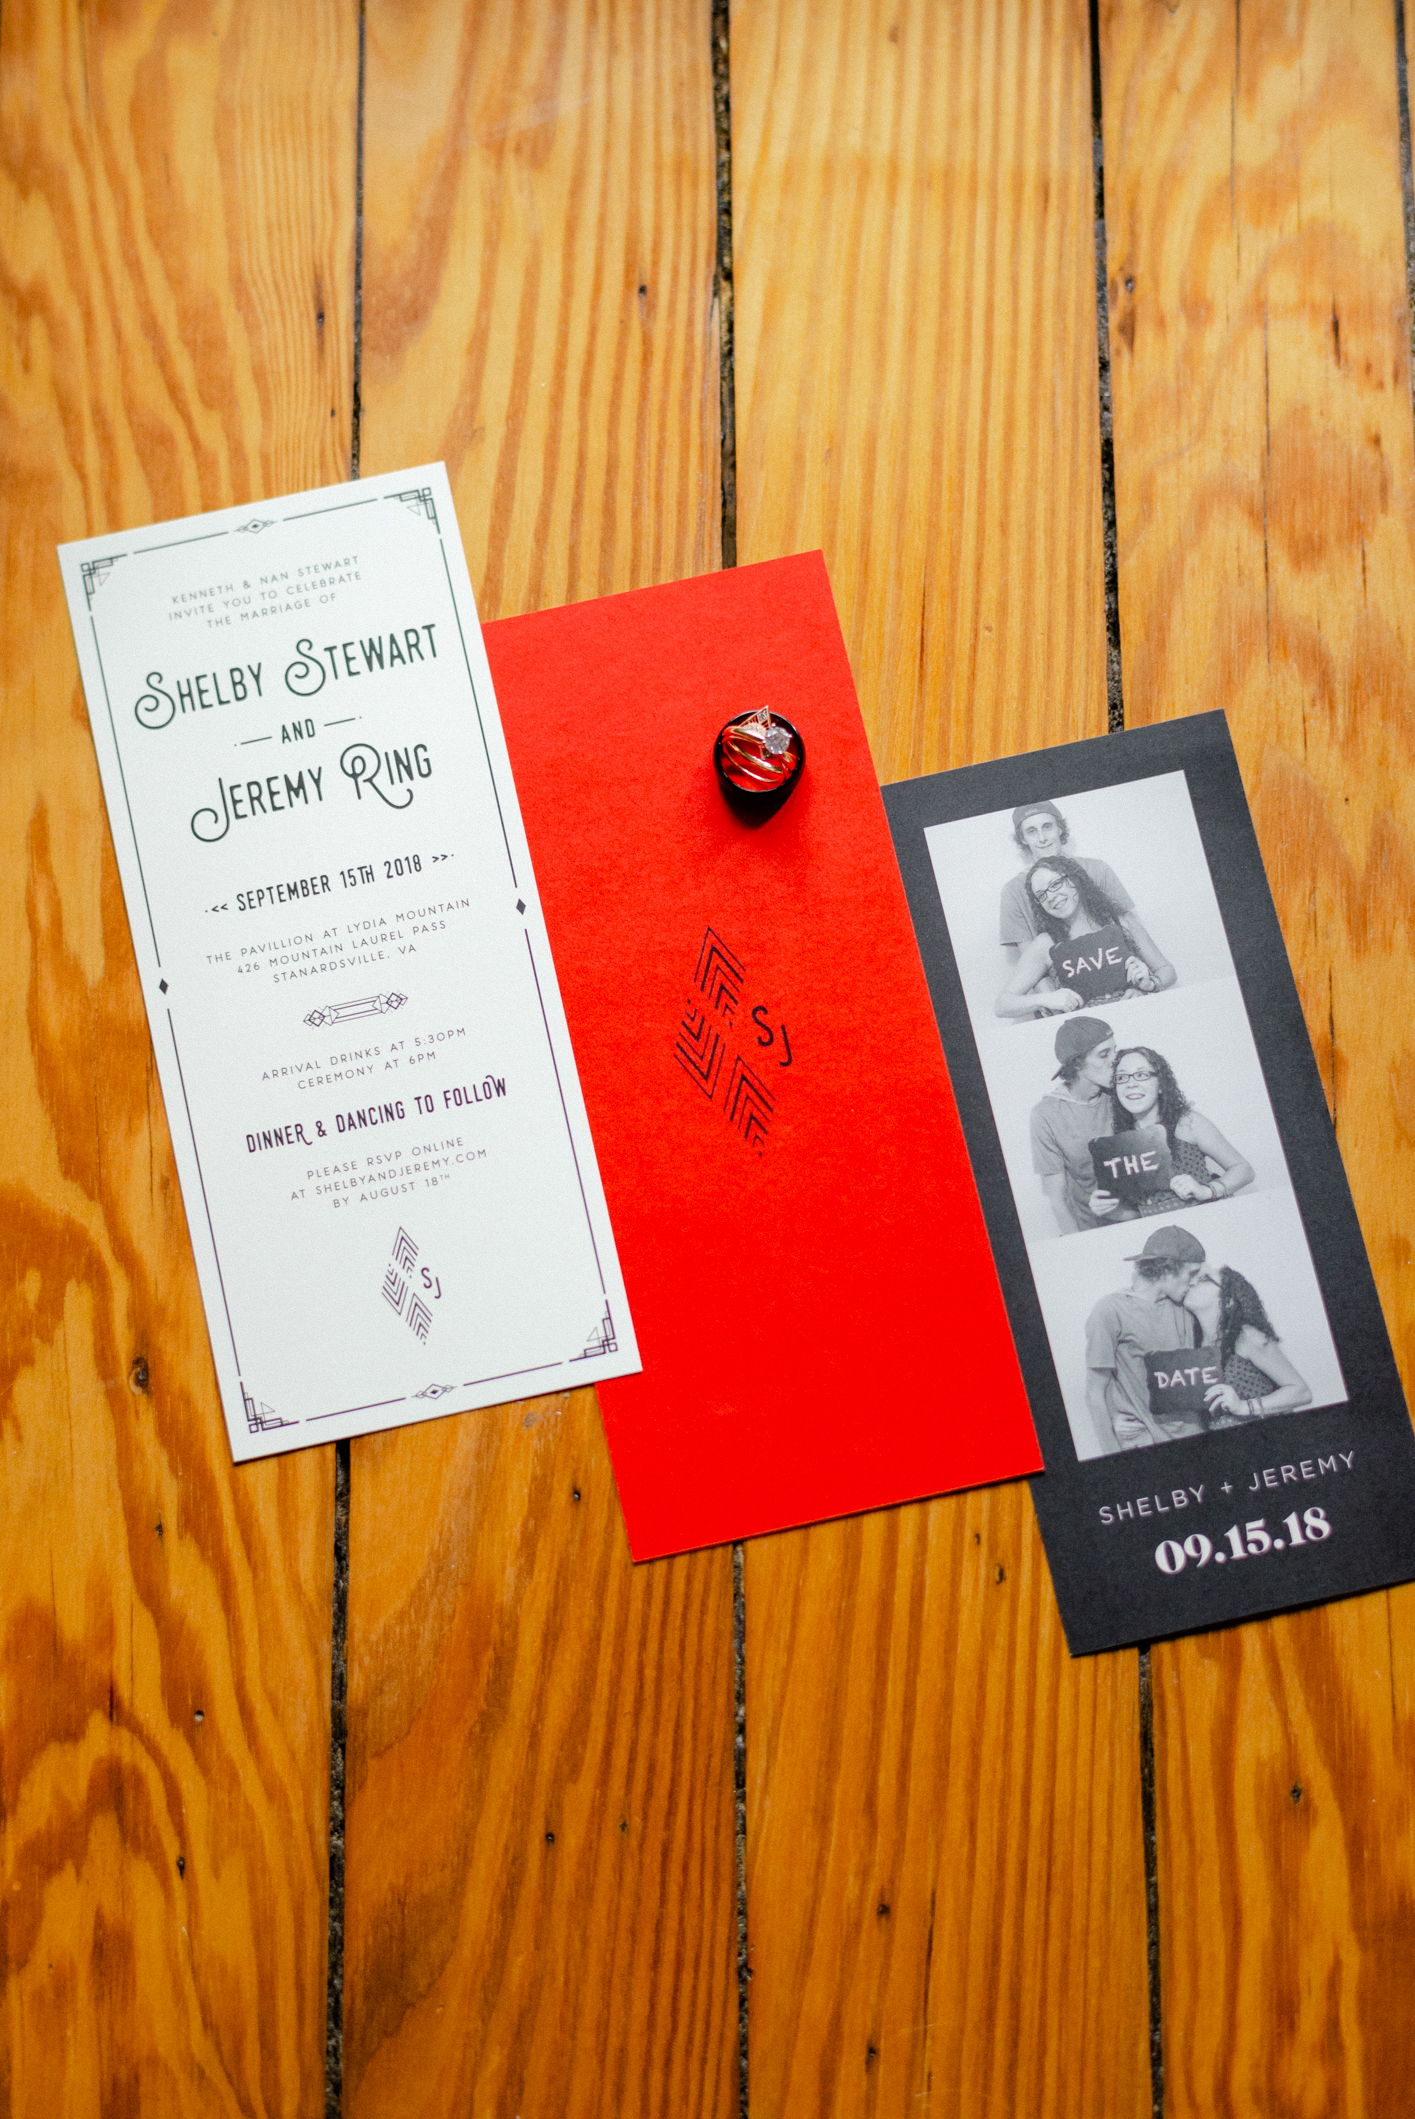 KENNETH & NAN STEWART
INVITE YOU TO CELEBRATE
THE MARRIAGE OF
SHELBY STEWART
AND
JEREMY RING
·<< SEPTEMBER 15TH 2018 >>·
THE PAVILLION AT LYDIA MOUNTAIN
426 MOUNTAIN LAUREL PASS
STANARDSVILLE, VA
ARRIVAL DRINKS AT 5:30PM
CEREMONY AT 6PM
DINNER & DANCING TO FOLLOW
PLEASE RSVP ONLINE
AT SHELBYANDJEREMY.COM
BY AUGUST 18TH
SJ
SJ
SAVE
THE
DATE
SHELBY + JEREMY
09.15.18